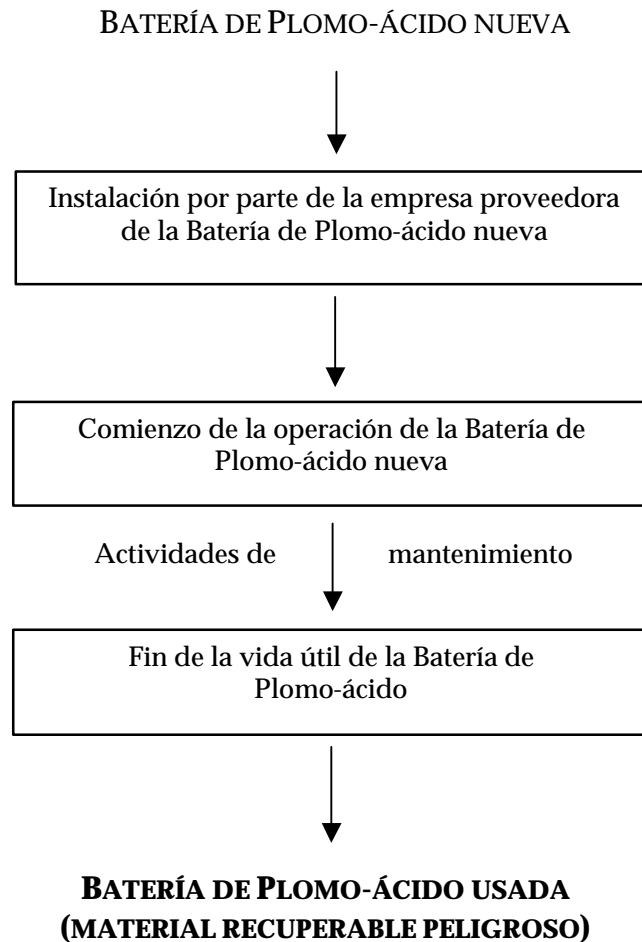 BATERÍA DE PLOMO-ÁCIDO NUEVA
Instalación por parte de la empresa proveedora
de la Batería de Plomo-ácido nueva
Comienzo de la operación de la Batería de
Plomo-ácido nueva
Actividades de mantenimiento
Fin de la vida útil de la Batería de
Plomo-ácido
BATERÍA DE PLOMO-ÁCIDO USADA
(MATERIAL RECUPERABLE PELIGROSO)